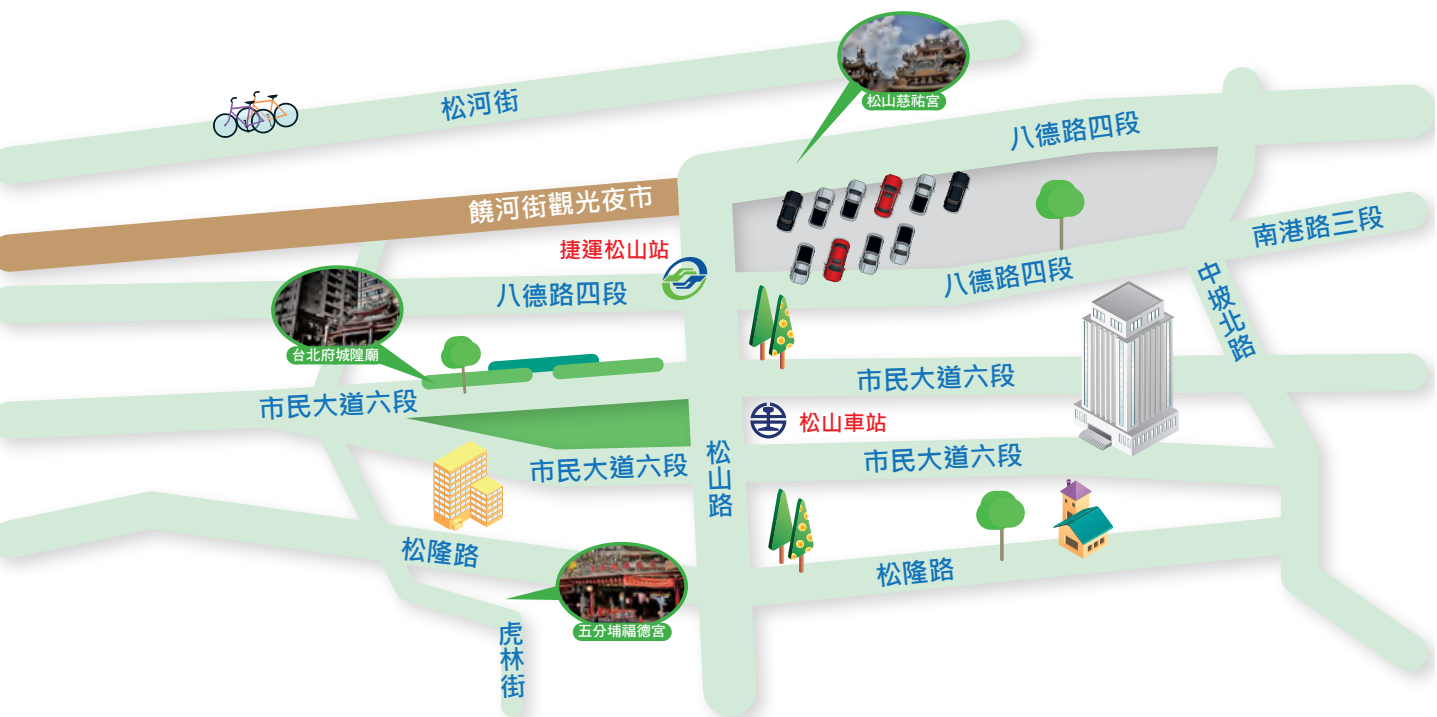 松山慈祐宮
松河街
八德路四段
饒河街觀光夜市
南港路三段
捷運松山站
八德路四段
八德路四段
中坡北路
台北府城隍廟
市民大道六段
市民大道六段
松山車站
松山路
市民大道六段
市民大道六段
松隆路
松隆路
五分埔福德宮
虎林街